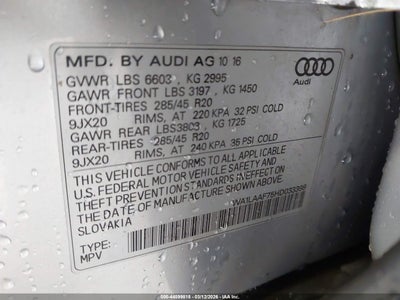 MFD. BY AUDI AG 10 16
GVWR LBS 6603 , KG 2995
GAWR FRONT LBS 3197 , KG 1450
FRONT-TIRES 285/45 R20
9JX20 RIMS, AT 220 KPA 32 PSI COLD
GAWR REAR LBS3803 , KG 1725
REAR-TIRES 285/45 R20
9JX20 RIMS, AT 240 KPA 35 PSI COLD
THIS VEHICLE CONFORMS TO ALL APPLICABLE
U.S. FEDERAL MOTOR VEHICLE SAFETY BUMPER
AND THEFT PREVENTION STANDARDS IN EFFECT ON
THE DATE OF MANUFACTURE SHOWN ABOVE.
SLOVAKIA
TYPE:
MPV
Audi